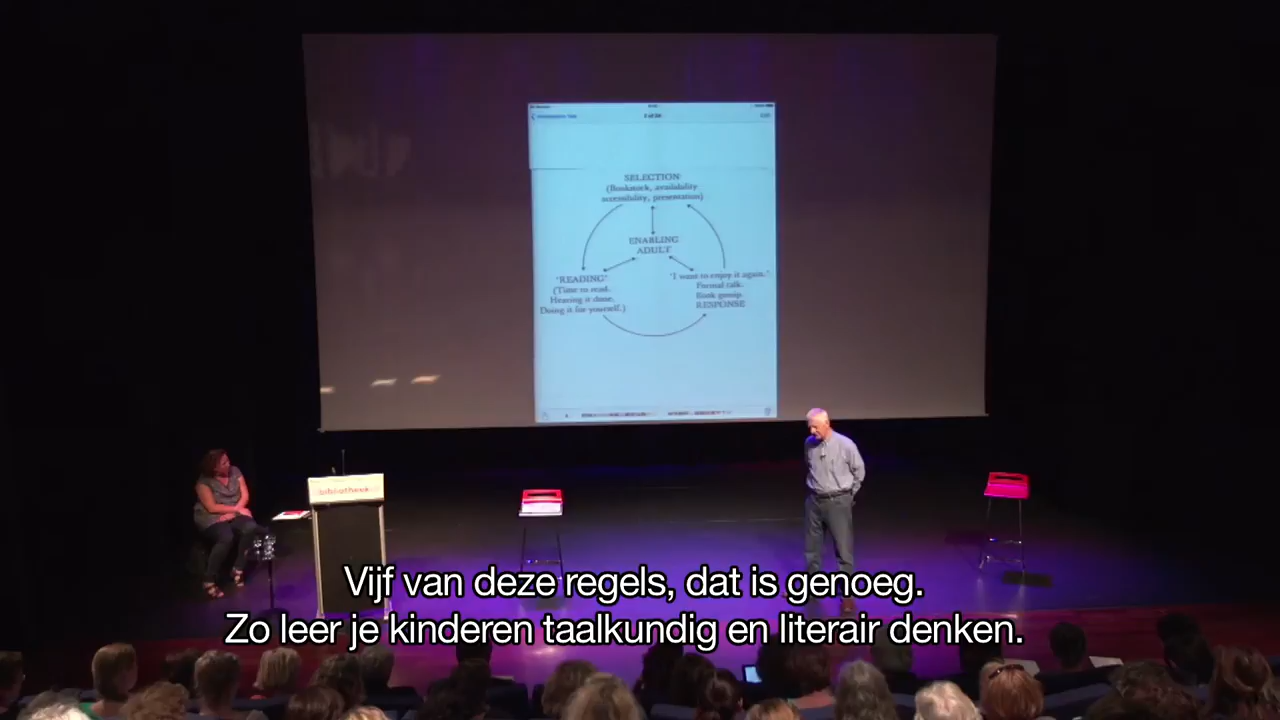 SELECTION
(Bookstock, availability
accessibility, presentation)
ENABLING
ADULT
'READING'
(Time to read.
Hearing it done.
Doing it for yourself.)
'I want to enjoy it again.'
Formal talk.
Book gossip.
RESPONSE
bibliotheek
Vijf van deze regels, dat is genoeg.
Zo leer je kinderen taalkundig en literair denken.